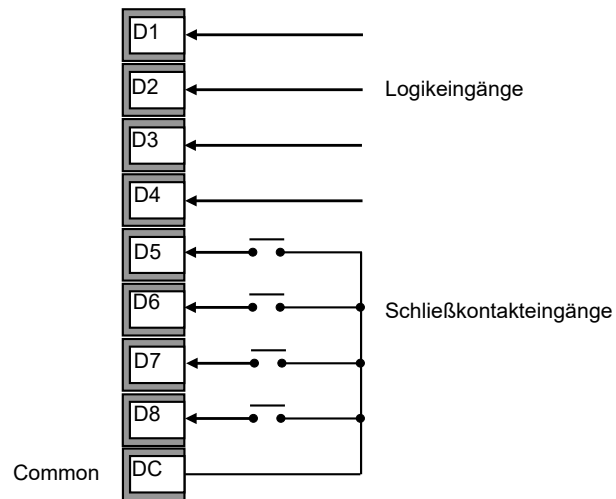 D1
D2
Logikeingänge
D3
D4
D5
D6
Schließkontakteingänge
D7
D8
Common
DC